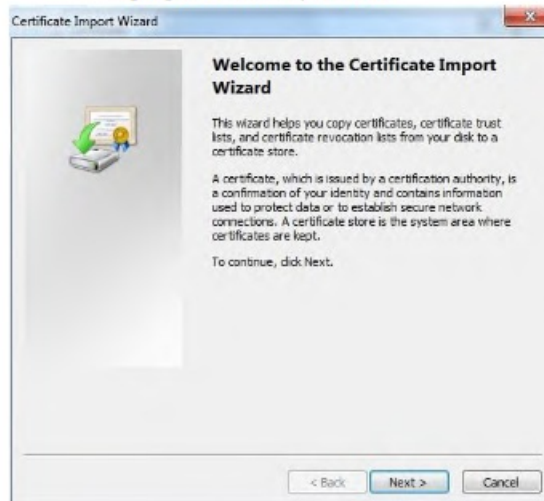 Certificate Import Wizard
Welcome to the Certificate Import
Wizard
This wizard helps you copy certificates, certificate trust
lists, and certificate revocation lists from your disk to a
certificate store.
A certificate, which is issued by a certification authority, is
a confirmation of your identity and contains information
used to protect data or to establish secure network
connections. A certificate store is the system area where
certificates are kept.
To continue, click Next.
< Back Next > Cancel